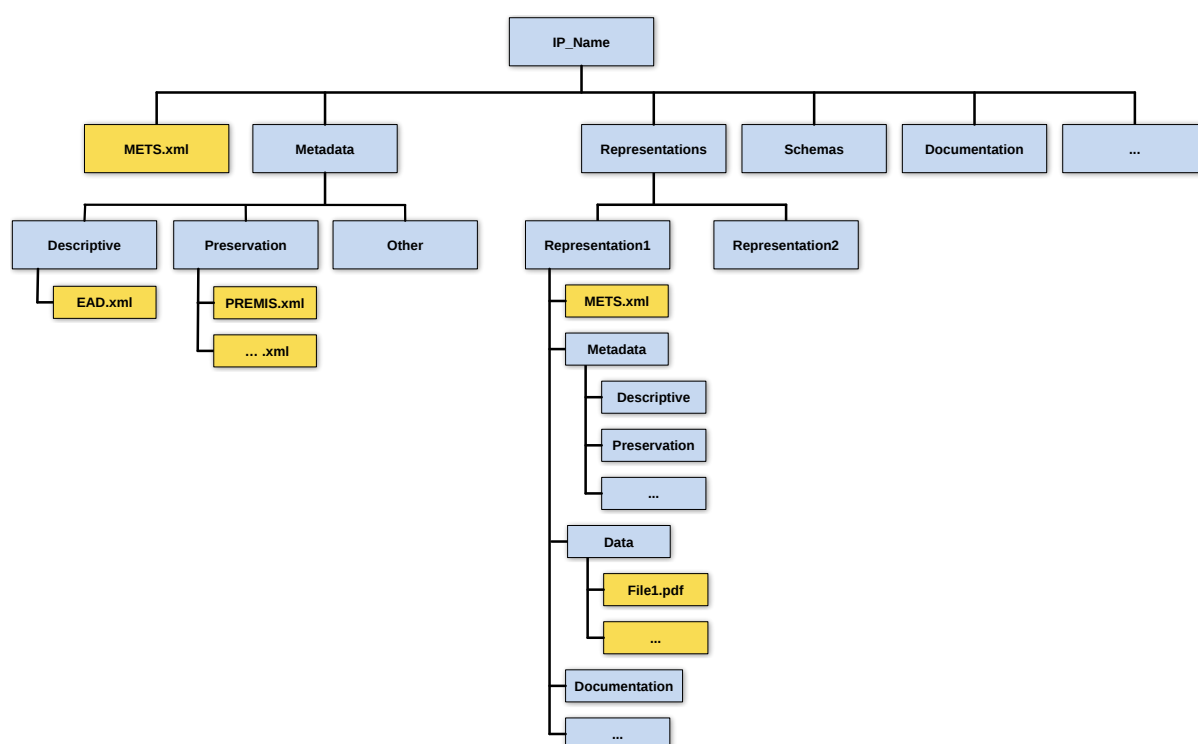 IP_Name
METS.xml
Metadata
Representations
Schemas
Documentation
...
Descriptive
Preservation
Other
Representation1
Representation2
EAD.xml
PREMIS.xml
... .xml
METS.xml
Metadata
Descriptive
Preservation
...
Data
File1.pdf
...
Documentation
...